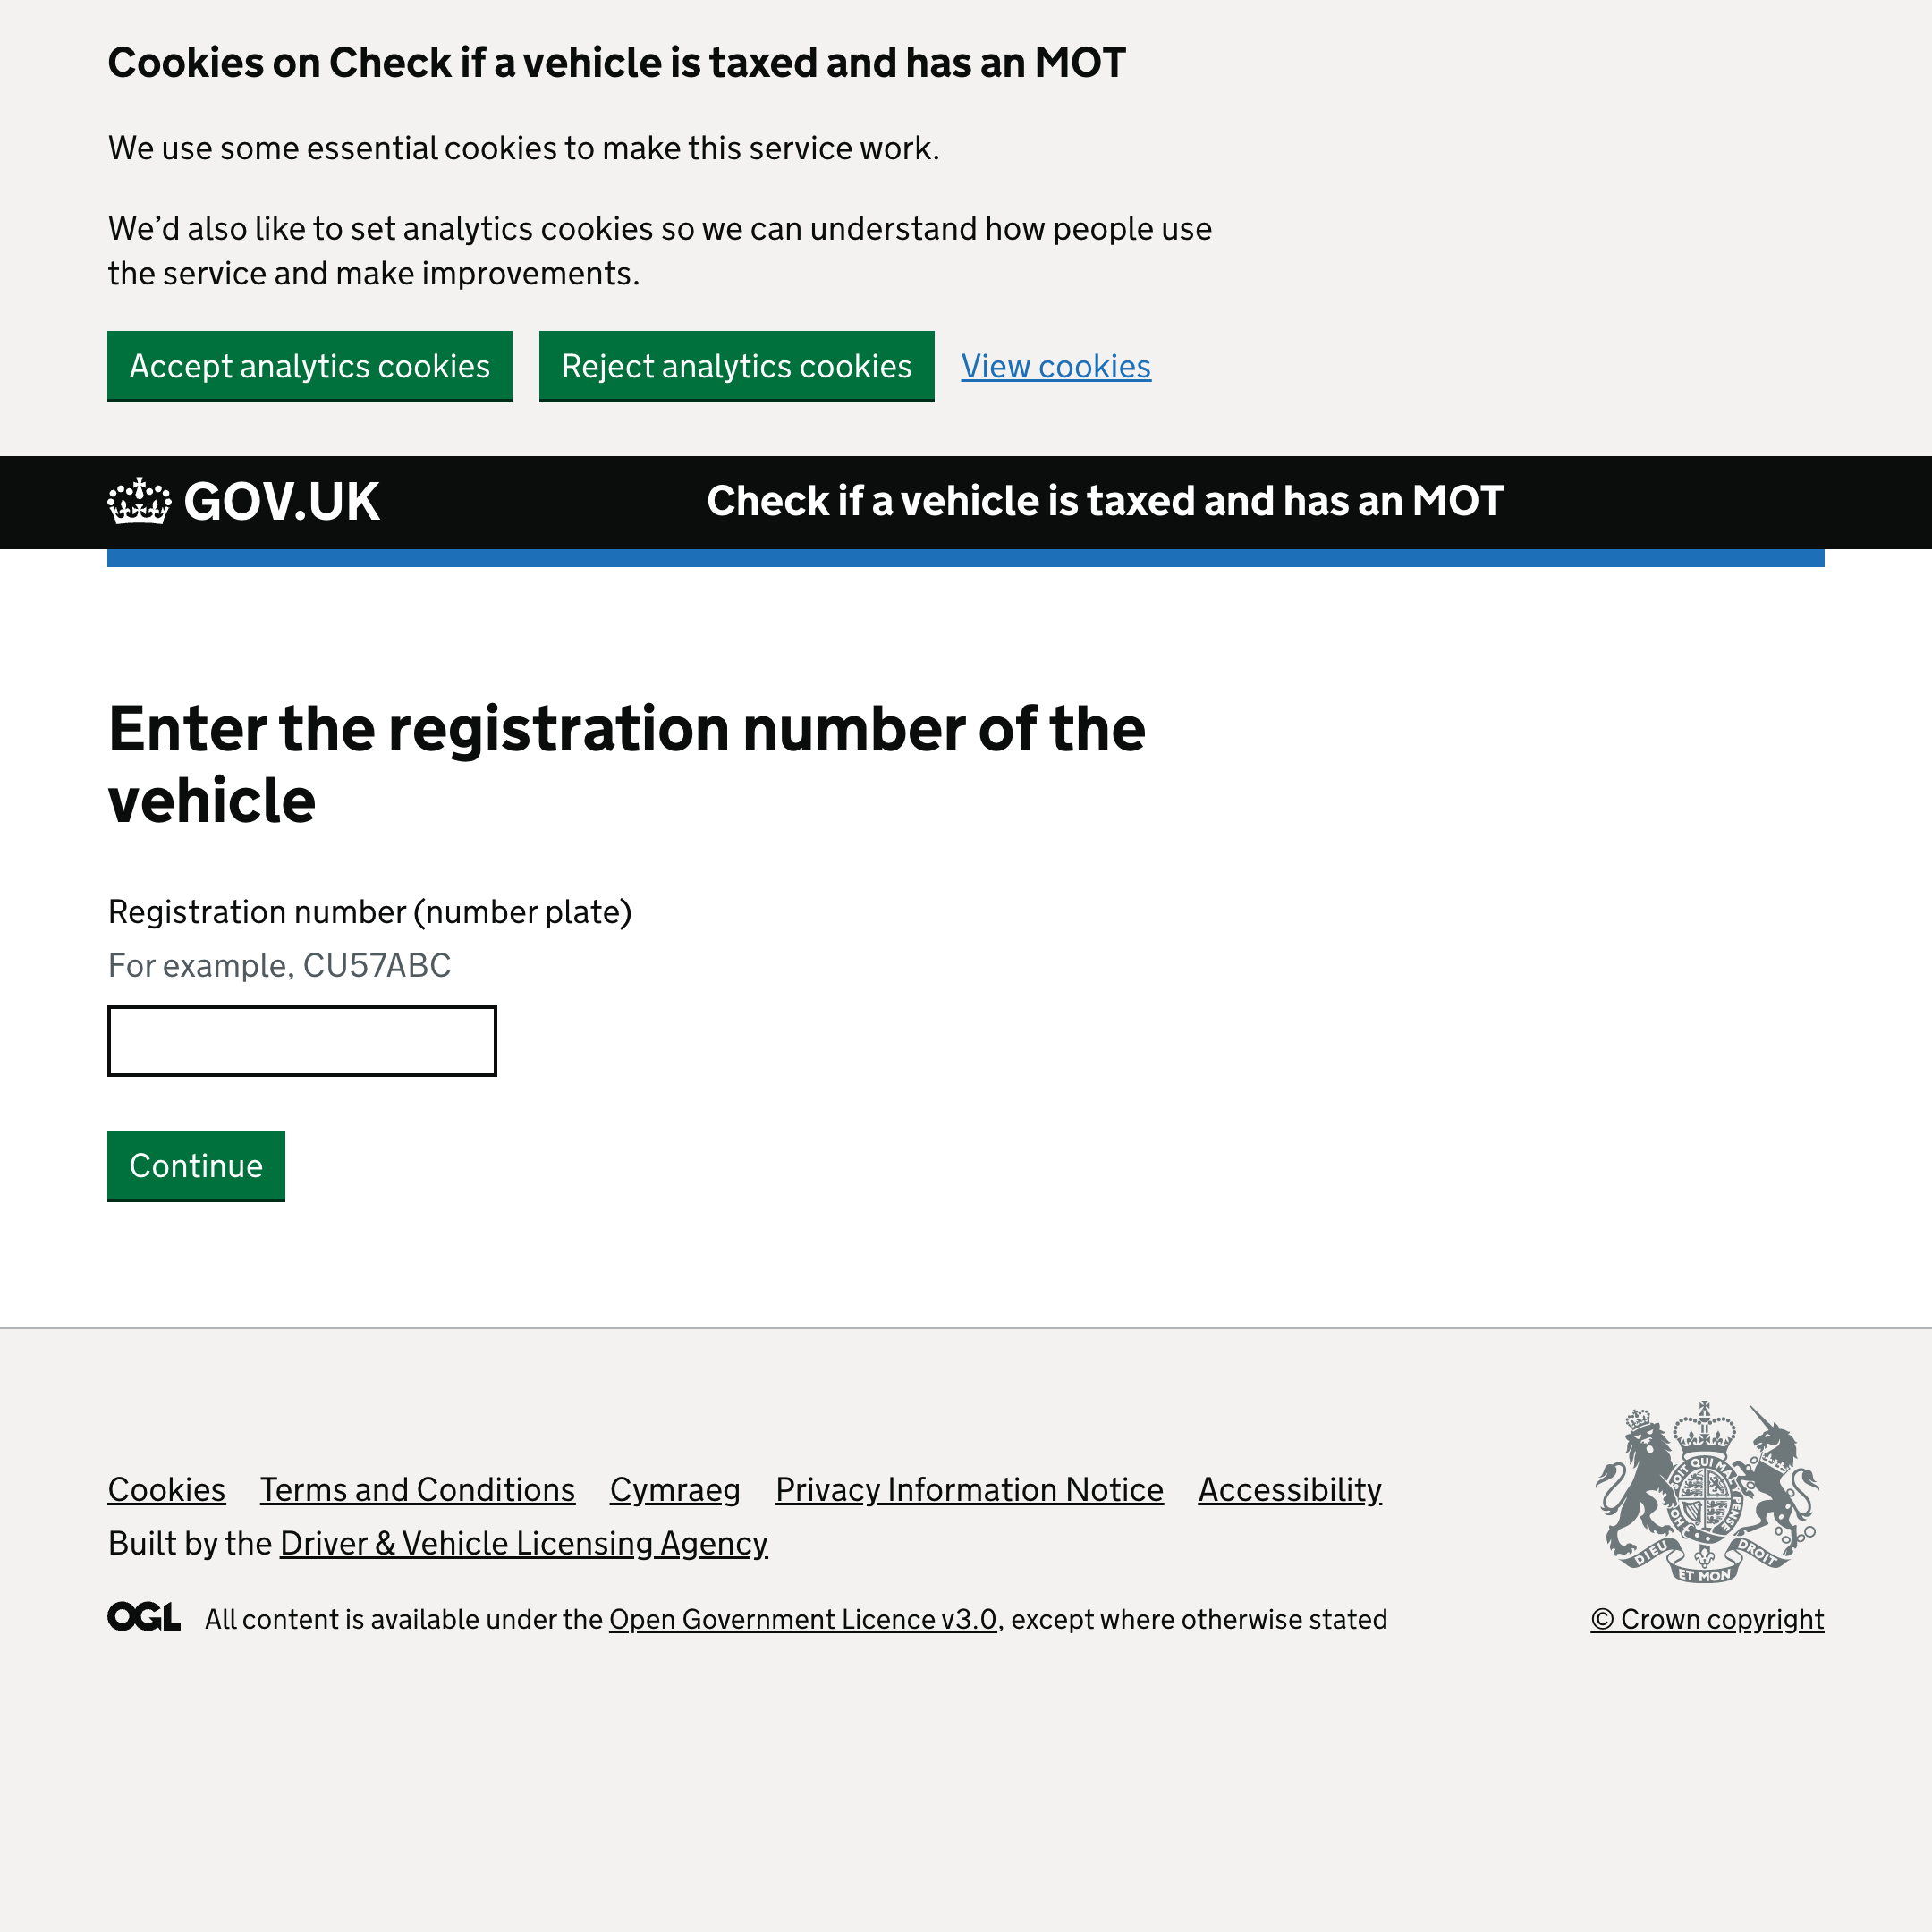 Cookies on Check if a vehicle is taxed and has an MOT
We use some essential cookies to make this service work.
We’d also like to set analytics cookies so we can understand how people use
the service and make improvements.
Accept analytics cookies Reject analytics cookies View cookies
GOV.UK Check if a vehicle is taxed and has an MOT
Enter the registration number of the
vehicle
Registration number (number plate)
For example, CU57ABC
Continue
Cookies Terms and Conditions Cymraeg Privacy Information Notice Accessibility
Built by the Driver & Vehicle Licensing Agency
OGL All content is available under the Open Government Licence v3.0, except where otherwise stated
HONI SOIT QUI MAL Y PENSE
DIEU ET MON DROIT
© Crown copyright